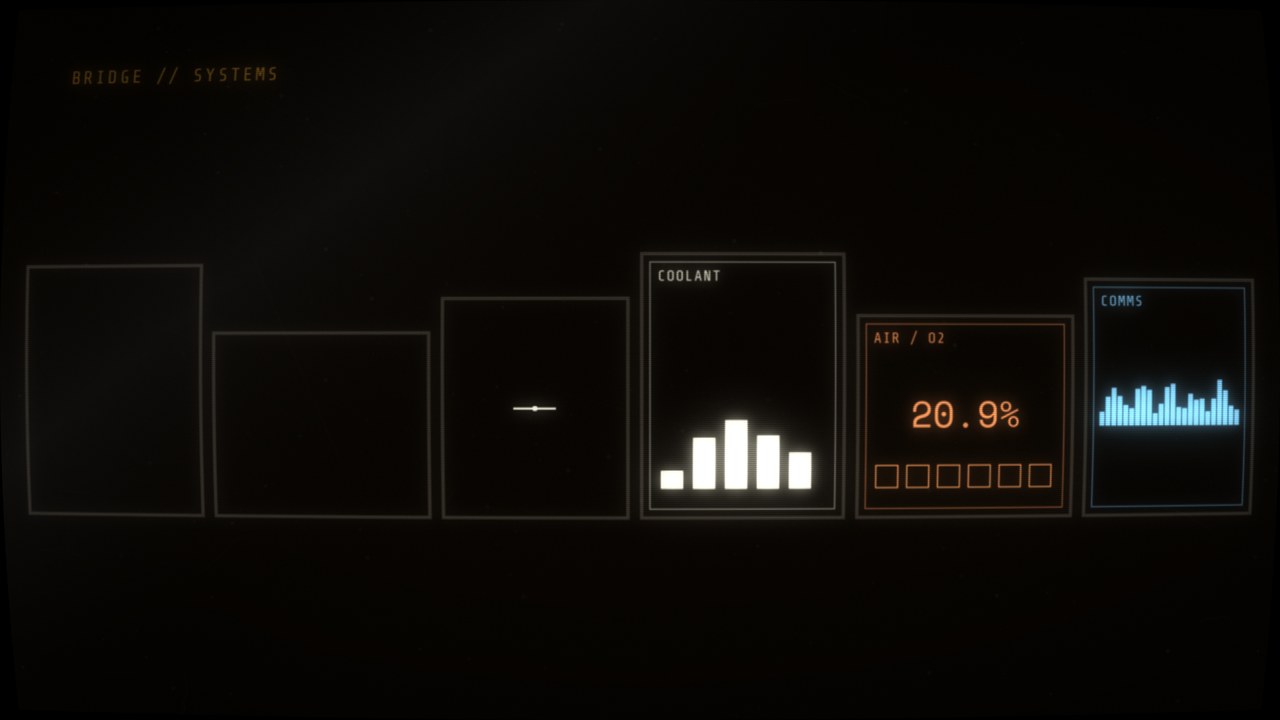 BRIDGE // SYSTEMS
COOLANT
AIR / O2
20.9%
COMMS